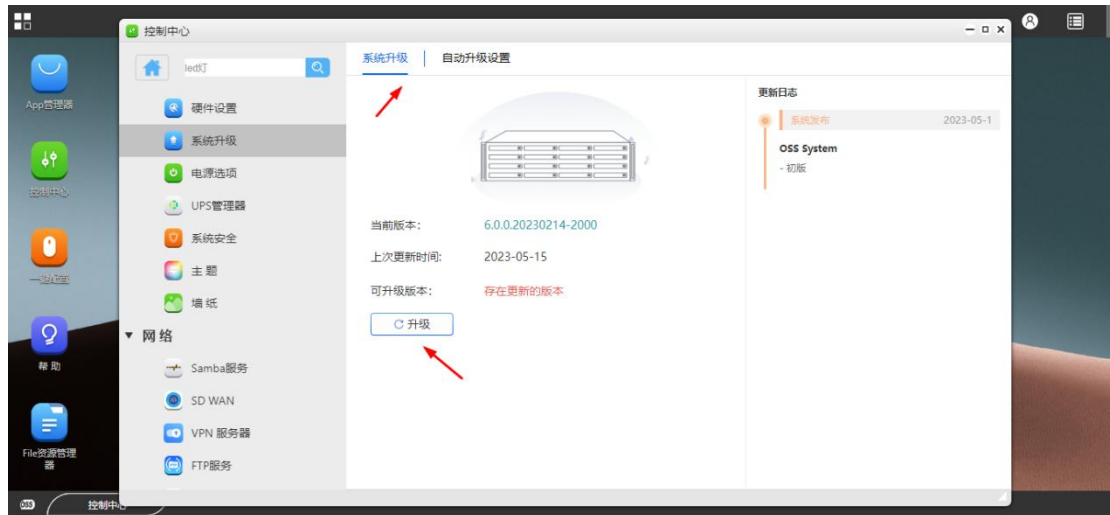 控制中心
App管理器
控制中心
一键配置
帮 助
File资源管理
器
led灯
硬件设置
系统升级
电源选项
UPS管理器
系统安全
主 题
墙 纸
网 络
Samba服务
SD WAN
VPN 服务器
FTP服务
系统升级
自动升级设置
当前版本: 6.0.0.20230214-2000
上次更新时间: 2023-05-15
可升级版本: 存在更新的版本
升级
更新日志
系统发布 2023-05-1
OSS System
- 初版
OSS
控制中心